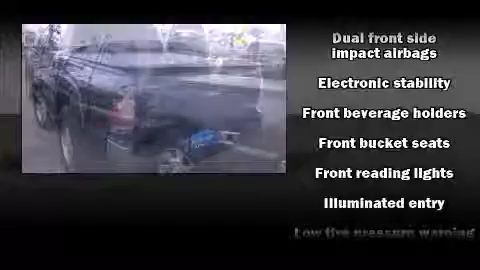 Dual front side
impact airbags
Electronic stability
Front beverage holders
Front bucket seats
Front reading lights
Illuminated entry
Low tire pressure warning